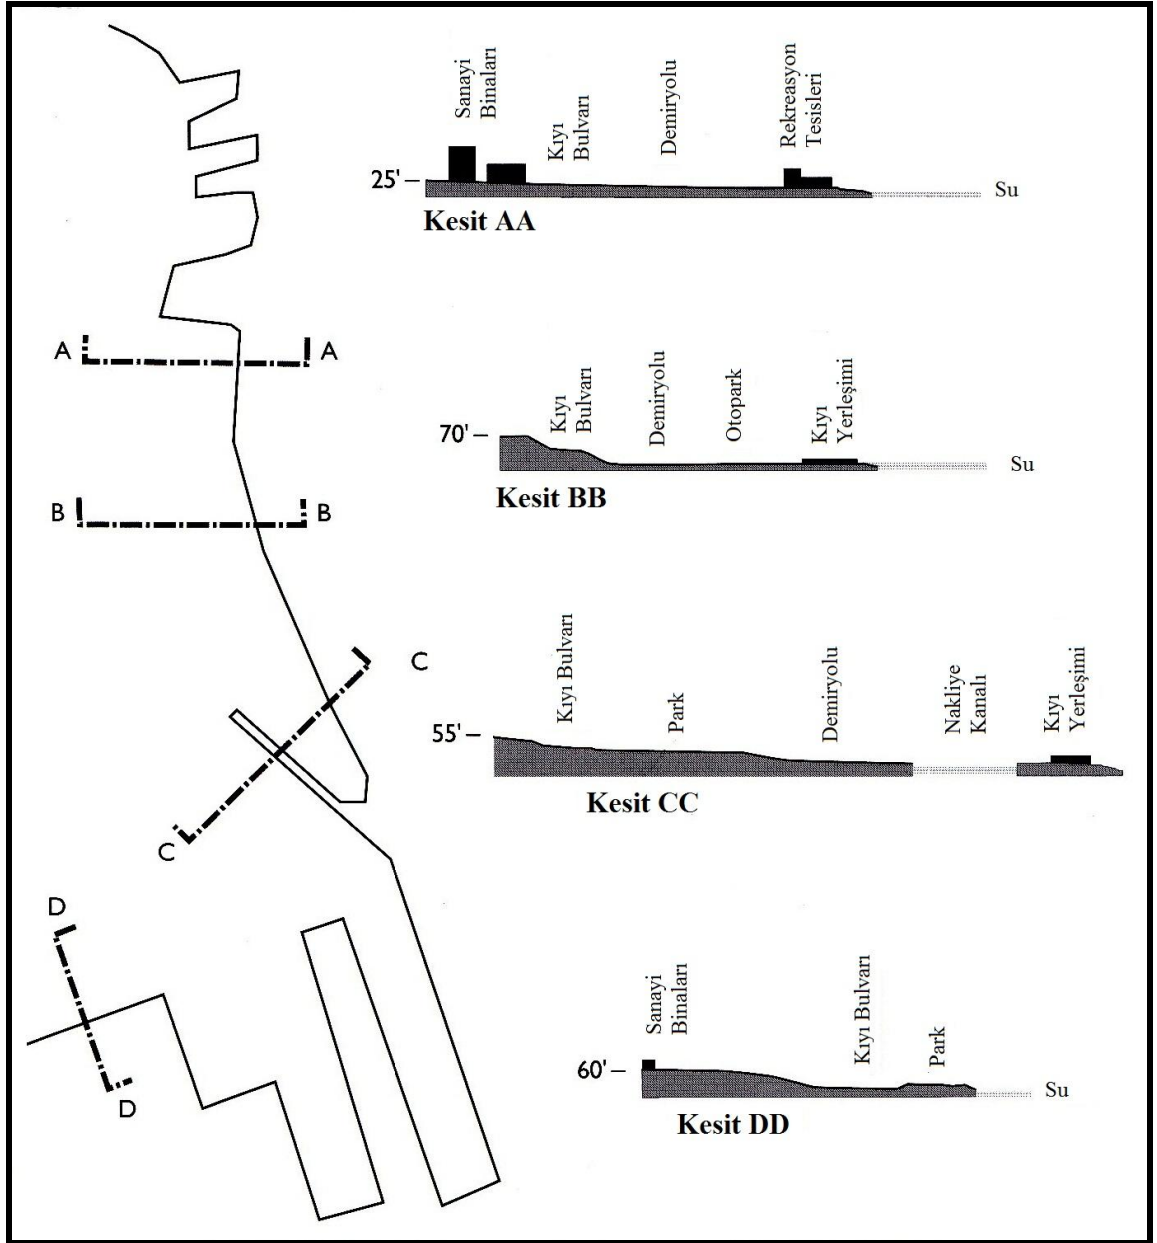 Sanayi
Binaları
Kıyı
Bulvarı
Demiryolu
Rekreasyon
Tesisleri
25'
Su
Kesit AA
A
A
Kıyı
Bulvarı
Demiryolu
Otopark
Kıyı
Yerleşimi
70'
Su
Kesit BB
B
B
Kıyı Bulvarı
Park
Demiryolu
Nakliye
Kanalı
Kıyı
Yerleşimi
55'
Kesit CC
C
C
D
Sanayi
Binaları
Kıyı Bulvarı
Park
60'
Su
Kesit DD
D